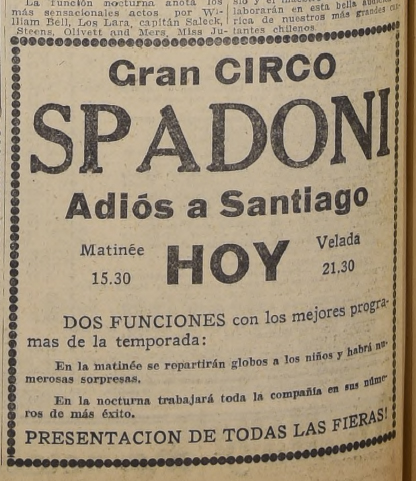 La función nocturna anota los
más sensacionales actos por Wi-
lliam Bell, Los Lara, capitán Saleck,
Steens, Olivett and Mers, Miss Ju-
laborarán en esta bella
rica de nuestros más grandes
tantes chilenos.
Gran CIRCO
SPADONI
Adiós a Santiago
Matinée
15.30
HOY
Velada
21.30
DOS FUNCIONES con los mejores progra-
mas de la temporada:
En la matinée se repartirán globos a los niños y habrá nu-
merosas sorpresas.
En la nocturna trabajará toda la compañía en sus núme-
ros de más éxito.
PRESENTACION DE TODAS LAS FIERAS!